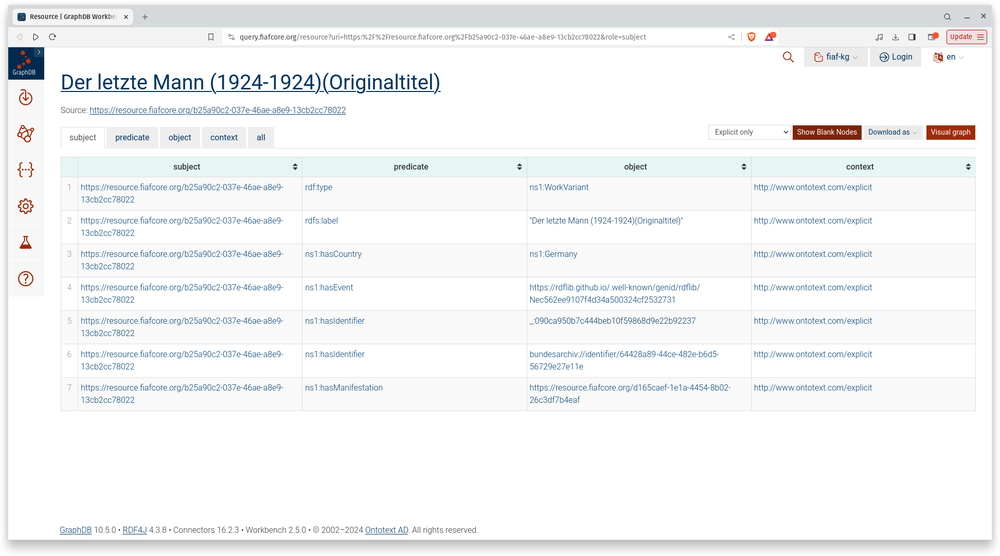 Resource | GraphDB Workbe
query.fiafcore.org/resource?uri=https:%2F%2Fresource.fiafcore.org%2Fb25a90c2-037e-46ae-a8e9-13cb2cc78022&role=subject
1
Update
GraphDB
fiaf-kg
Login
en
Der letzte Mann (1924-1924)(Originaltitel)
Source: https://resource.fiafcore.org/b25a90c2-037e-46ae-a8e9-13cb2cc78022
subject predicate object context all
Explicit only Show Blank Nodes Download as Visual graph
subject predicate object context
1 https://resource.fiafcore.org/b25a90c2-037e-46ae-a8e9- rdf:type ns1:WorkVariant http://www.ontotext.com/explicit
13cb2cc78022
2 https://resource.fiafcore.org/b25a90c2-037e-46ae-a8e9- rdfs:label "Der letzte Mann (1924-1924)(Originaltitel)" http://www.ontotext.com/explicit
13cb2cc78022
3 https://resource.fiafcore.org/b25a90c2-037e-46ae-a8e9- ns1:hasCountry ns1:Germany http://www.ontotext.com/explicit
13cb2cc78022
4 https://resource.fiafcore.org/b25a90c2-037e-46ae-a8e9- ns1:hasEvent https://rdflib.github.io/.well-known/genid/rdflib/ http://www.ontotext.com/explicit
13cb2cc78022 Nec562ee9107f4d34a500324cf2532731
5 https://resource.fiafcore.org/b25a90c2-037e-46ae-a8e9- ns1:hasIdentifier _:090ca950b7c444beb10f59868d9e22b92237 http://www.ontotext.com/explicit
13cb2cc78022
6 https://resource.fiafcore.org/b25a90c2-037e-46ae-a8e9- ns1:hasIdentifier bundesarchiv://identifier/64428a89-44ce-482e-b6d5- http://www.ontotext.com/explicit
13cb2cc78022 56729e27e11e
7 https://resource.fiafcore.org/b25a90c2-037e-46ae-a8e9- ns1:hasManifestation https://resource.fiafcore.org/d165caef-1e1a-4454-8b02- http://www.ontotext.com/explicit
13cb2cc78022 26c3df7b4eaf
GraphDB 10.5.0 • RDF4J 4.3.8 • Connectors 16.2.3 • Workbench 2.5.0 • © 2002–2024 Ontotext AD. All rights reserved.